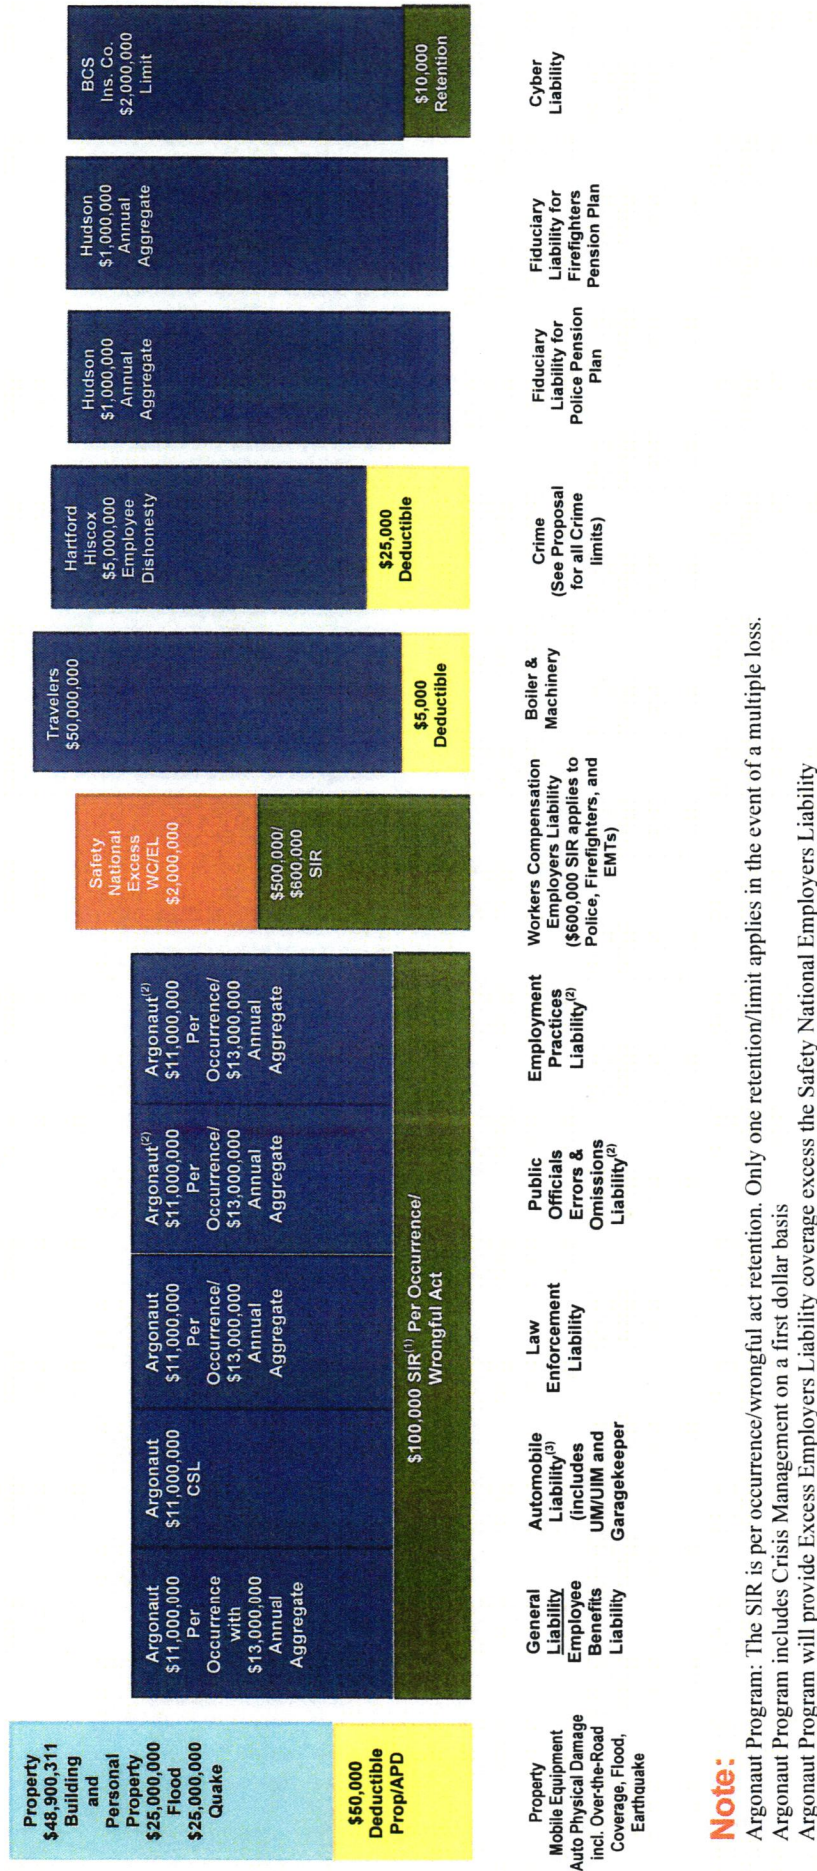 Property
$48,900,311
Building
and
Personal
Property
$25,000,000
Flood
$25,000,000
Quake
$50,000
Deductible
Prop/APD
Property
Mobile Equipment
Auto Physical Damage
incl. Over-the-Road
Coverage, Flood,
Earthquake
Argonaut
$11,000,000
Per
Occurrence
with
$13,000,000
Annual
Aggregate
General
Liability
Employee
Benefits
Liability
Argonaut
$11,000,000
CSL
Automobile
Liability(3)
(includes
UM/UIM and
Garagekeeper
Argonaut
$11,000,000
Per
Occurrence/
$13,000,000
Annual
Aggregate
Law
Enforcement
Liability
Argonaut(2)
$11,000,000
Per
Occurrence/
$13,000,000
Annual
Aggregate
Public
Officials
Errors &
Omissions
Liability(2)
Argonaut(2)
$11,000,000
Per
Occurrence/
$13,000,000
Annual
Aggregate
Employment
Practices
Liability(2)
$100,000 SIR(1) Per Occurrence/
Wrongful Act
Safety
National
Excess
WC/EL
$2,000,000
$500,000/
$600,000
SIR
Workers Compensation
Employers Liability
($600,000 SIR applies to
Police, Firefighters, and
EMTs)
Travelers
$50,000,000
$5,000
Deductible
Boiler &
Machinery
Hartford
Hiscox
$5,000,000
Employee
Dishonesty
$25,000
Deductible
Crime
(See Proposal
for all Crime
limits)
Hudson
$1,000,000
Annual
Aggregate
Fiduciary
Liability for
Police Pension
Plan
Hudson
$1,000,000
Annual
Aggregate
Fiduciary
Liability for
Firefighters
Pension Plan
BCS
Ins. Co.
$2,000,000
Limit
$10,000
Retention
Cyber
Liability
Note:
Argonaut Program: The SIR is per occurrence/wrongful act retention. Only one retention/limit applies in the event of a multiple loss.
Argonaut Program includes Crisis Management on a first dollar basis
Argonaut Program will provide Excess Employers Liability coverage excess the Safety National Employers Liability